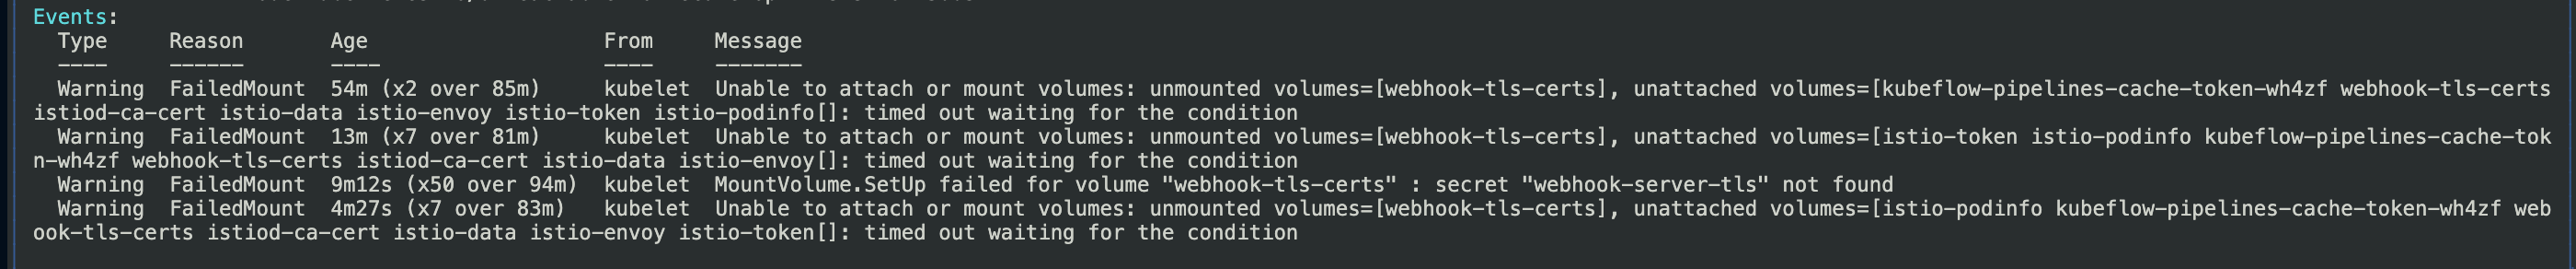 Events:
Type Reason Age From Message
---- ------ ---- ---- -------
Warning FailedMount 54m (x2 over 85m) kubelet Unable to attach or mount volumes: unmounted volumes=[webhook-tls-certs], unattached volumes=[kubeflow-pipelines-cache-token-wh4zf webhook-tls-certs
istiod-ca-cert istio-data istio-envoy istio-token istio-podinfo[]: timed out waiting for the condition
Warning FailedMount 13m (x7 over 81m) kubelet Unable to attach or mount volumes: unmounted volumes=[webhook-tls-certs], unattached volumes=[istio-token istio-podinfo kubeflow-pipelines-cache-tok
n-wh4zf webhook-tls-certs istiod-ca-cert istio-data istio-envoy[]: timed out waiting for the condition
Warning FailedMount 9m12s (x50 over 94m) kubelet MountVolume.SetUp failed for volume "webhook-tls-certs" : secret "webhook-server-tls" not found
Warning FailedMount 4m27s (x7 over 83m) kubelet Unable to attach or mount volumes: unmounted volumes=[webhook-tls-certs], unattached volumes=[istio-podinfo kubeflow-pipelines-cache-token-wh4zf web
ook-tls-certs istiod-ca-cert istio-data istio-envoy istio-token[]: timed out waiting for the condition